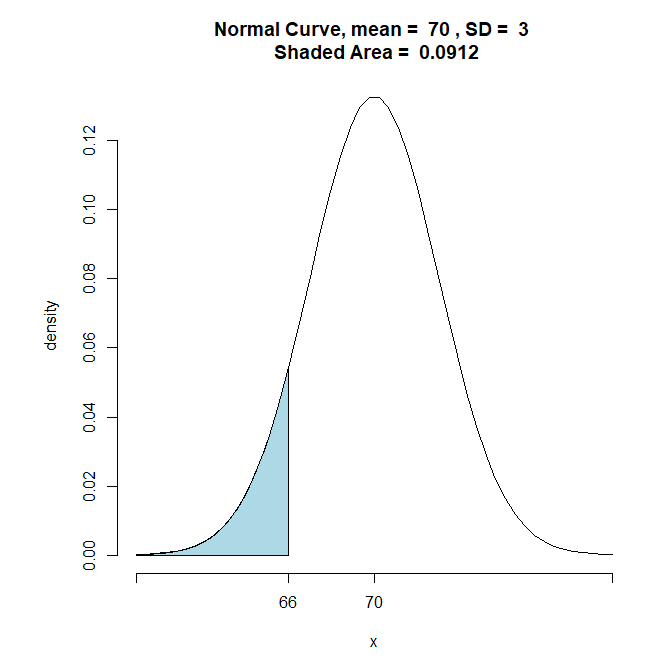 Normal Curve, mean =  70 , SD =  3
Shaded Area =  0.0912
0.12
0.10
0.08
0.06
0.04
0.02
0.00
density
66
70
x